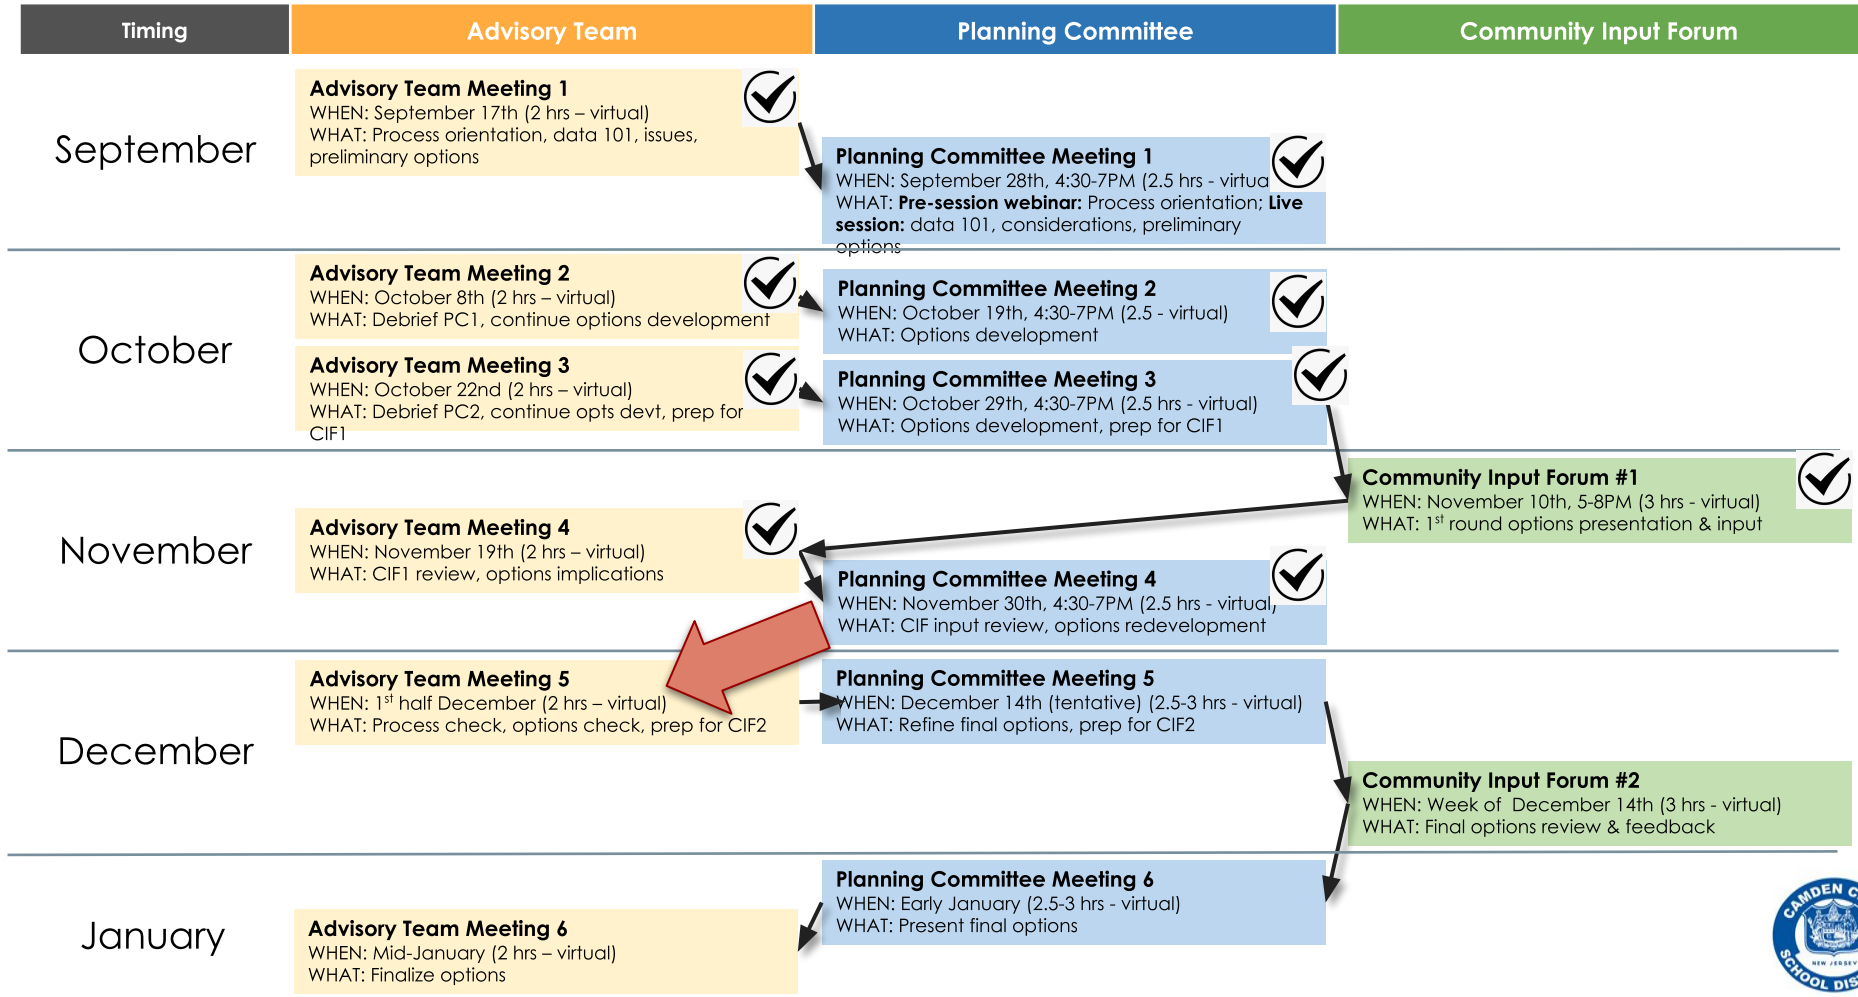 Timing
Advisory Team
Planning Committee
Community Input Forum
September
Advisory Team Meeting 1
WHEN: September 17th (2 hrs – virtual)
WHAT: Process orientation, data 101, issues,
preliminary options
Planning Committee Meeting 1
WHEN: September 28th, 4:30-7PM (2.5 hrs - virtua
WHAT: Pre-session webinar: Process orientation; Live
session: data 101, considerations, preliminary
options
October
Advisory Team Meeting 2
WHEN: October 8th (2 hrs – virtual)
WHAT: Debrief PC1, continue options development
Planning Committee Meeting 2
WHEN: October 19th, 4:30-7PM (2.5 - virtual)
WHAT: Options development
Advisory Team Meeting 3
WHEN: October 22nd (2 hrs – virtual)
WHAT: Debrief PC2, continue opts devt, prep for
CIF1
Planning Committee Meeting 3
WHEN: October 29th, 4:30-7PM (2.5 hrs - virtual)
WHAT: Options development, prep for CIF1
November
Community Input Forum #1
WHEN: November 10th, 5-8PM (3 hrs - virtual)
WHAT: 1st round options presentation & input
Advisory Team Meeting 4
WHEN: November 19th (2 hrs – virtual)
WHAT: CIF1 review, options implications
Planning Committee Meeting 4
WHEN: November 30th, 4:30-7PM (2.5 hrs - virtual)
WHAT: CIF input review, options redevelopment
December
Advisory Team Meeting 5
WHEN: 1st half December (2 hrs – virtual)
WHAT: Process check, options check, prep for CIF2
Planning Committee Meeting 5
WHEN: December 14th (tentative) (2.5-3 hrs - virtual)
WHAT: Refine final options, prep for CIF2
Community Input Forum #2
WHEN: Week of  December 14th (3 hrs - virtual)
WHAT: Final options review & feedback
January
Planning Committee Meeting 6
WHEN: Early January (2.5-3 hrs - virtual)
WHAT: Present final options
Advisory Team Meeting 6
WHEN: Mid-January (2 hrs – virtual)
WHAT: Finalize options
CAMDEN C
NEW JERSEY
SCHOOL DIS